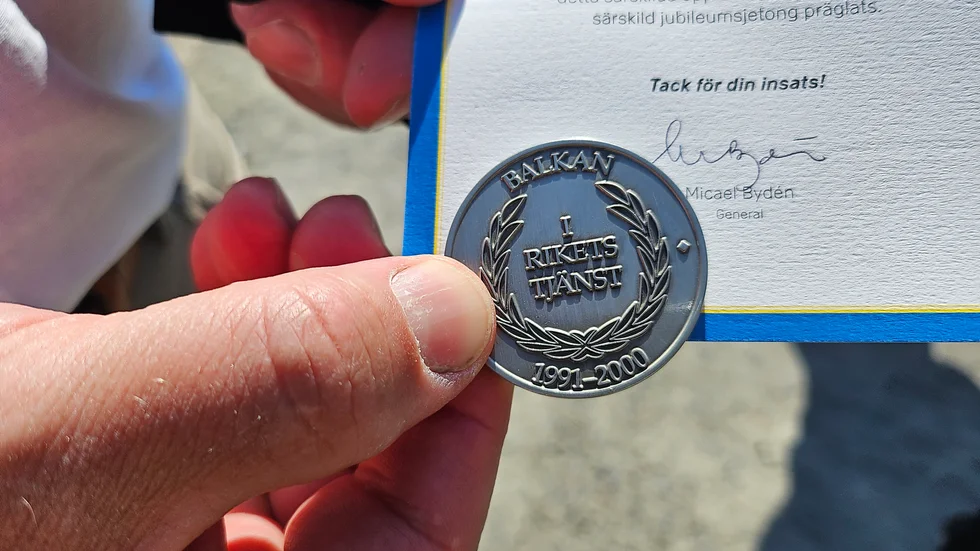 särskild jubileumsjetong präglats.
Tack för din insats!
Micael Bydén
General
BALKAN
I
RIKETS
TJÄNST
1991–2000